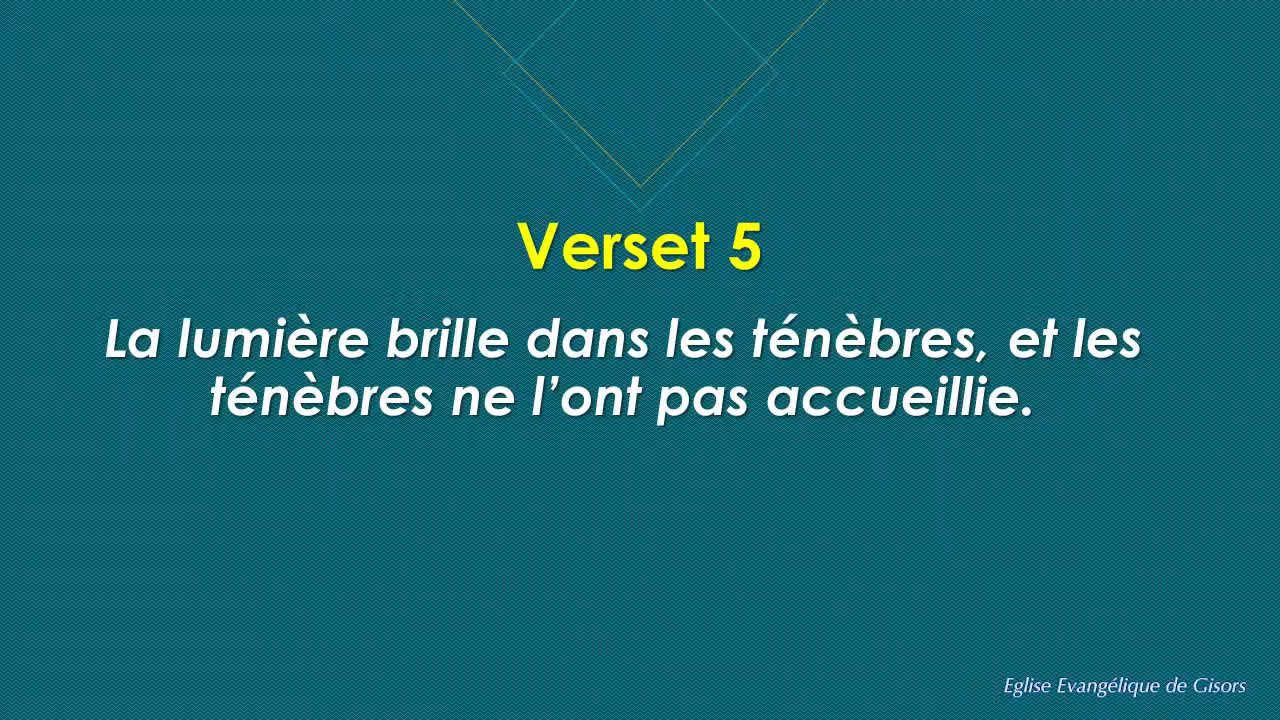 Verset 5
La lumière brille dans les ténèbres, et les
ténèbres ne l’ont pas accueillie.
Eglise Evangélique de Gisors